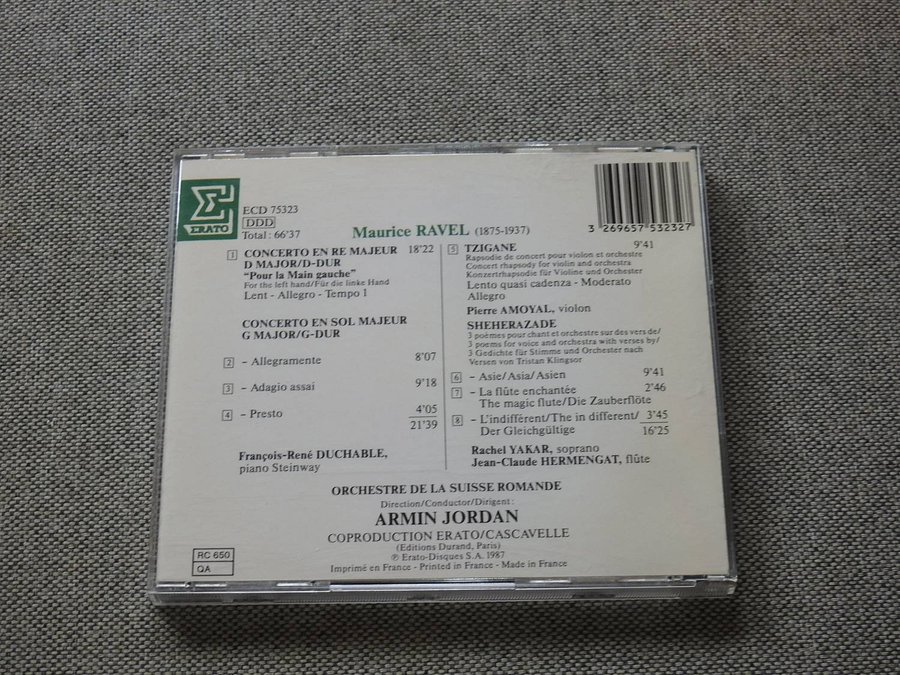 ERATO
ECD 75323
DDD
Total : 66'37
3 269657 532327
Maurice RAVEL (1875-1937)
1 CONCERTO EN RE MAJEUR 18'22
D MAJOR/D-DUR
"Pour la Main gauche"
For the left hand/Für die linke Hand
Lent - Allegro - Tempo 1
CONCERTO EN SOL MAJEUR
G MAJOR/G-DUR
2 – Allegramente 8'07
3 – Adagio assai 9'18
4 – Presto 4'05
21'39
François-René DUCHABLE,
piano Steinway
5 TZIGANE 9'41
Rapsodie de concert pour violon et orchestre
Concert rhapsody for violin and orchestra
Konzertrhapsodie für Violine und Orchester
Lento quasi cadenza - Moderato
Allegro
Pierre AMOYAL, violon
SHEHERAZADE
3 poèmes pour chant et orchestre sur des vers de/
3 poems for voice and orchestra with verses by/
3 Gedichte für Stimme und Orchester nach
Versen von Tristan Klingsor
6 – Asie/Asia/Asien 9'41
7 – La flûte enchantée 2'46
The magic flute/Die Zauberflöte
8 – L'indifférent/The in different/ 3'45
Der Gleichgültige 16'25
Rachel YAKAR, soprano
Jean-Claude HERMENGAT, flûte
ORCHESTRE DE LA SUISSE ROMANDE
Direction/Conductor/Dirigent :
ARMIN JORDAN
COPRODUCTION ERATO/CASCAVELLE
(Editions Durand, Paris)
℗ Erato-Disques S.A. 1987
Imprimé en France - Printed in France - Made in France
RC 650
QA